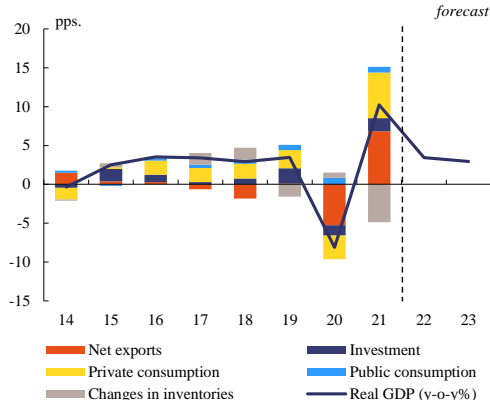 forecast
pps.
20
15
10
5
0
-5
-10
-15
14 15 16 17 18 19 20 21 22 23
Net exports Investment
Private consumption Public consumption
Changes in inventories Real GDP (y-o-y%)